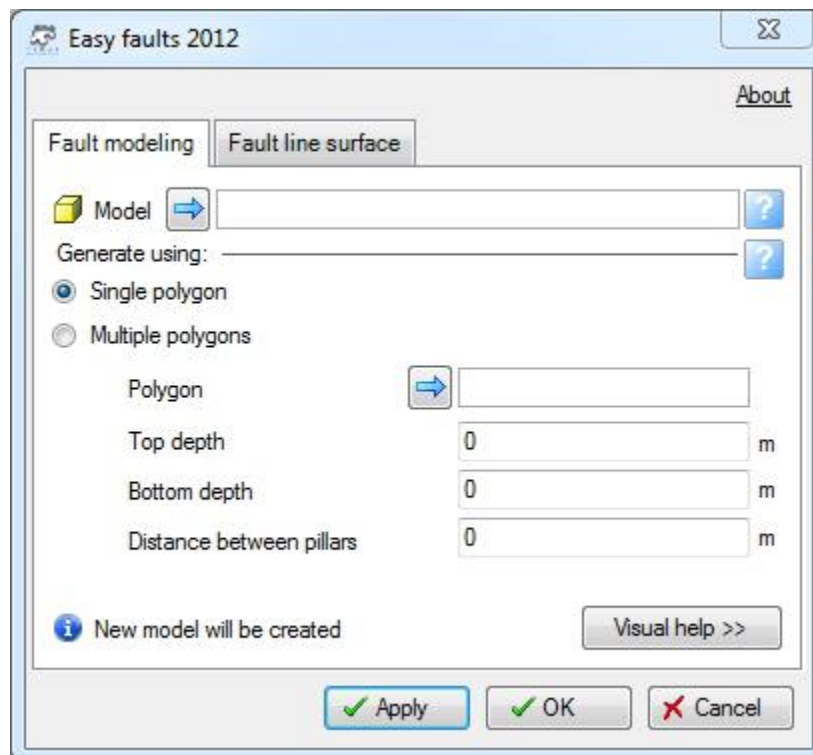 Easy faults 2012
About
Fault modeling Fault line surface
Model ?
Generate using: ?
Single polygon
Multiple polygons
Polygon
Top depth 0 m
Bottom depth 0 m
Distance between pillars 0 m
New model will be created Visual help >>
Apply OK Cancel